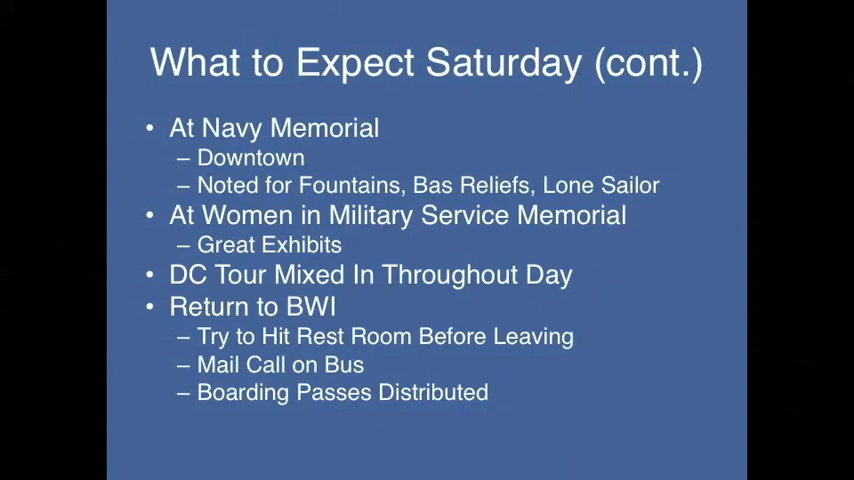 What to Expect Saturday (cont.)
• At Navy Memorial
– Downtown
– Noted for Fountains, Bas Reliefs, Lone Sailor
• At Women in Military Service Memorial
– Great Exhibits
• DC Tour Mixed In Throughout Day
• Return to BWI
– Try to Hit Rest Room Before Leaving
– Mail Call on Bus
– Boarding Passes Distributed